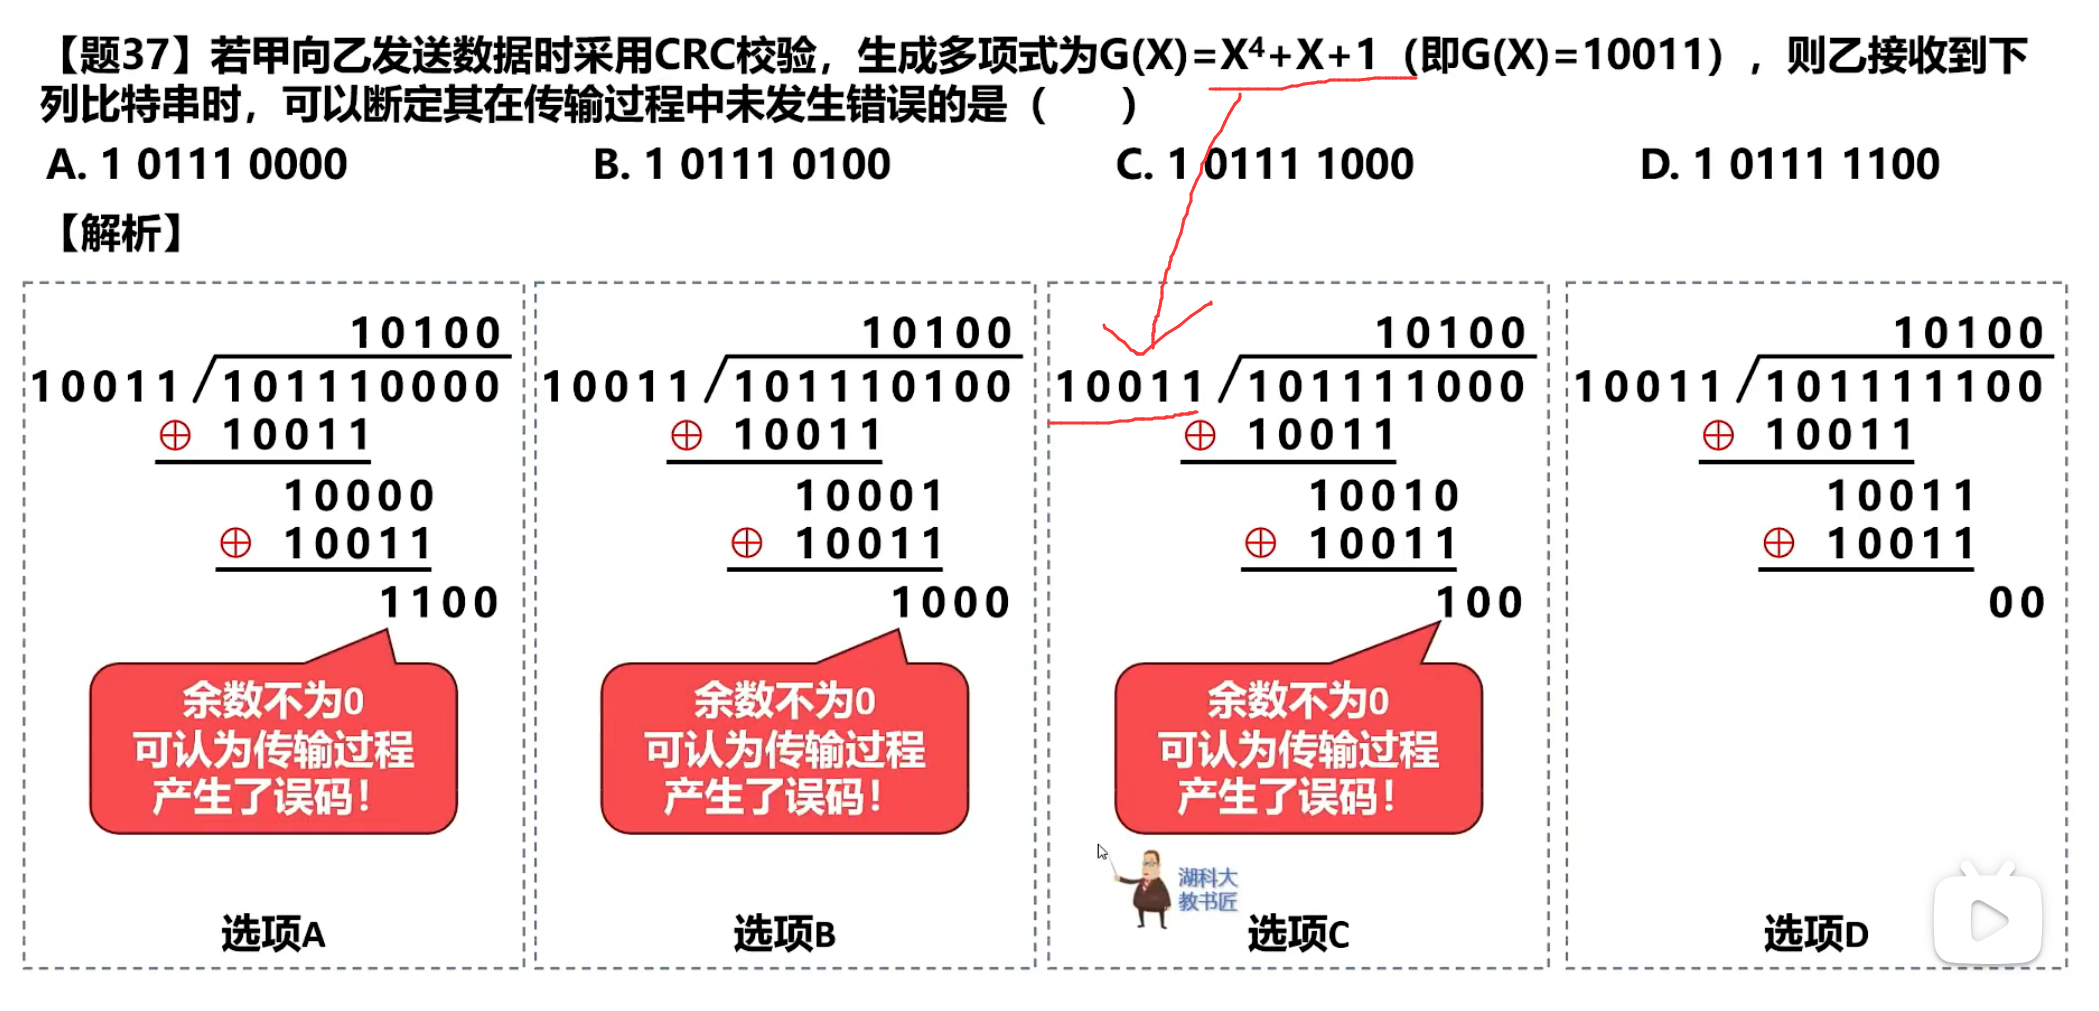 【题37】若甲向乙发送数据时采用CRC校验，生成多项式为G(X)=X⁴+X+1（即G(X)=10011），则乙接收到下
列比特串时，可以断定其在传输过程中未发生错误的是（ ）
A. 1 0111 0000
B. 1 0111 0100
C. 1 0111 1000
D. 1 0111 1100
【解析】
10100
10011/101110000
⊕ 10011
10000
⊕ 10011
1100
余数不为0
可认为传输过程
产生了误码！
选项A
10100
10011/101110100
⊕ 10011
10001
⊕ 10011
1000
余数不为0
可认为传输过程
产生了误码！
选项B
10100
10011/101111000
⊕ 10011
10010
⊕ 10011
100
余数不为0
可认为传输过程
产生了误码！
湖科大
教书匠
选项C
10100
10011/101111100
⊕ 10011
10011
⊕ 10011
00
选项D